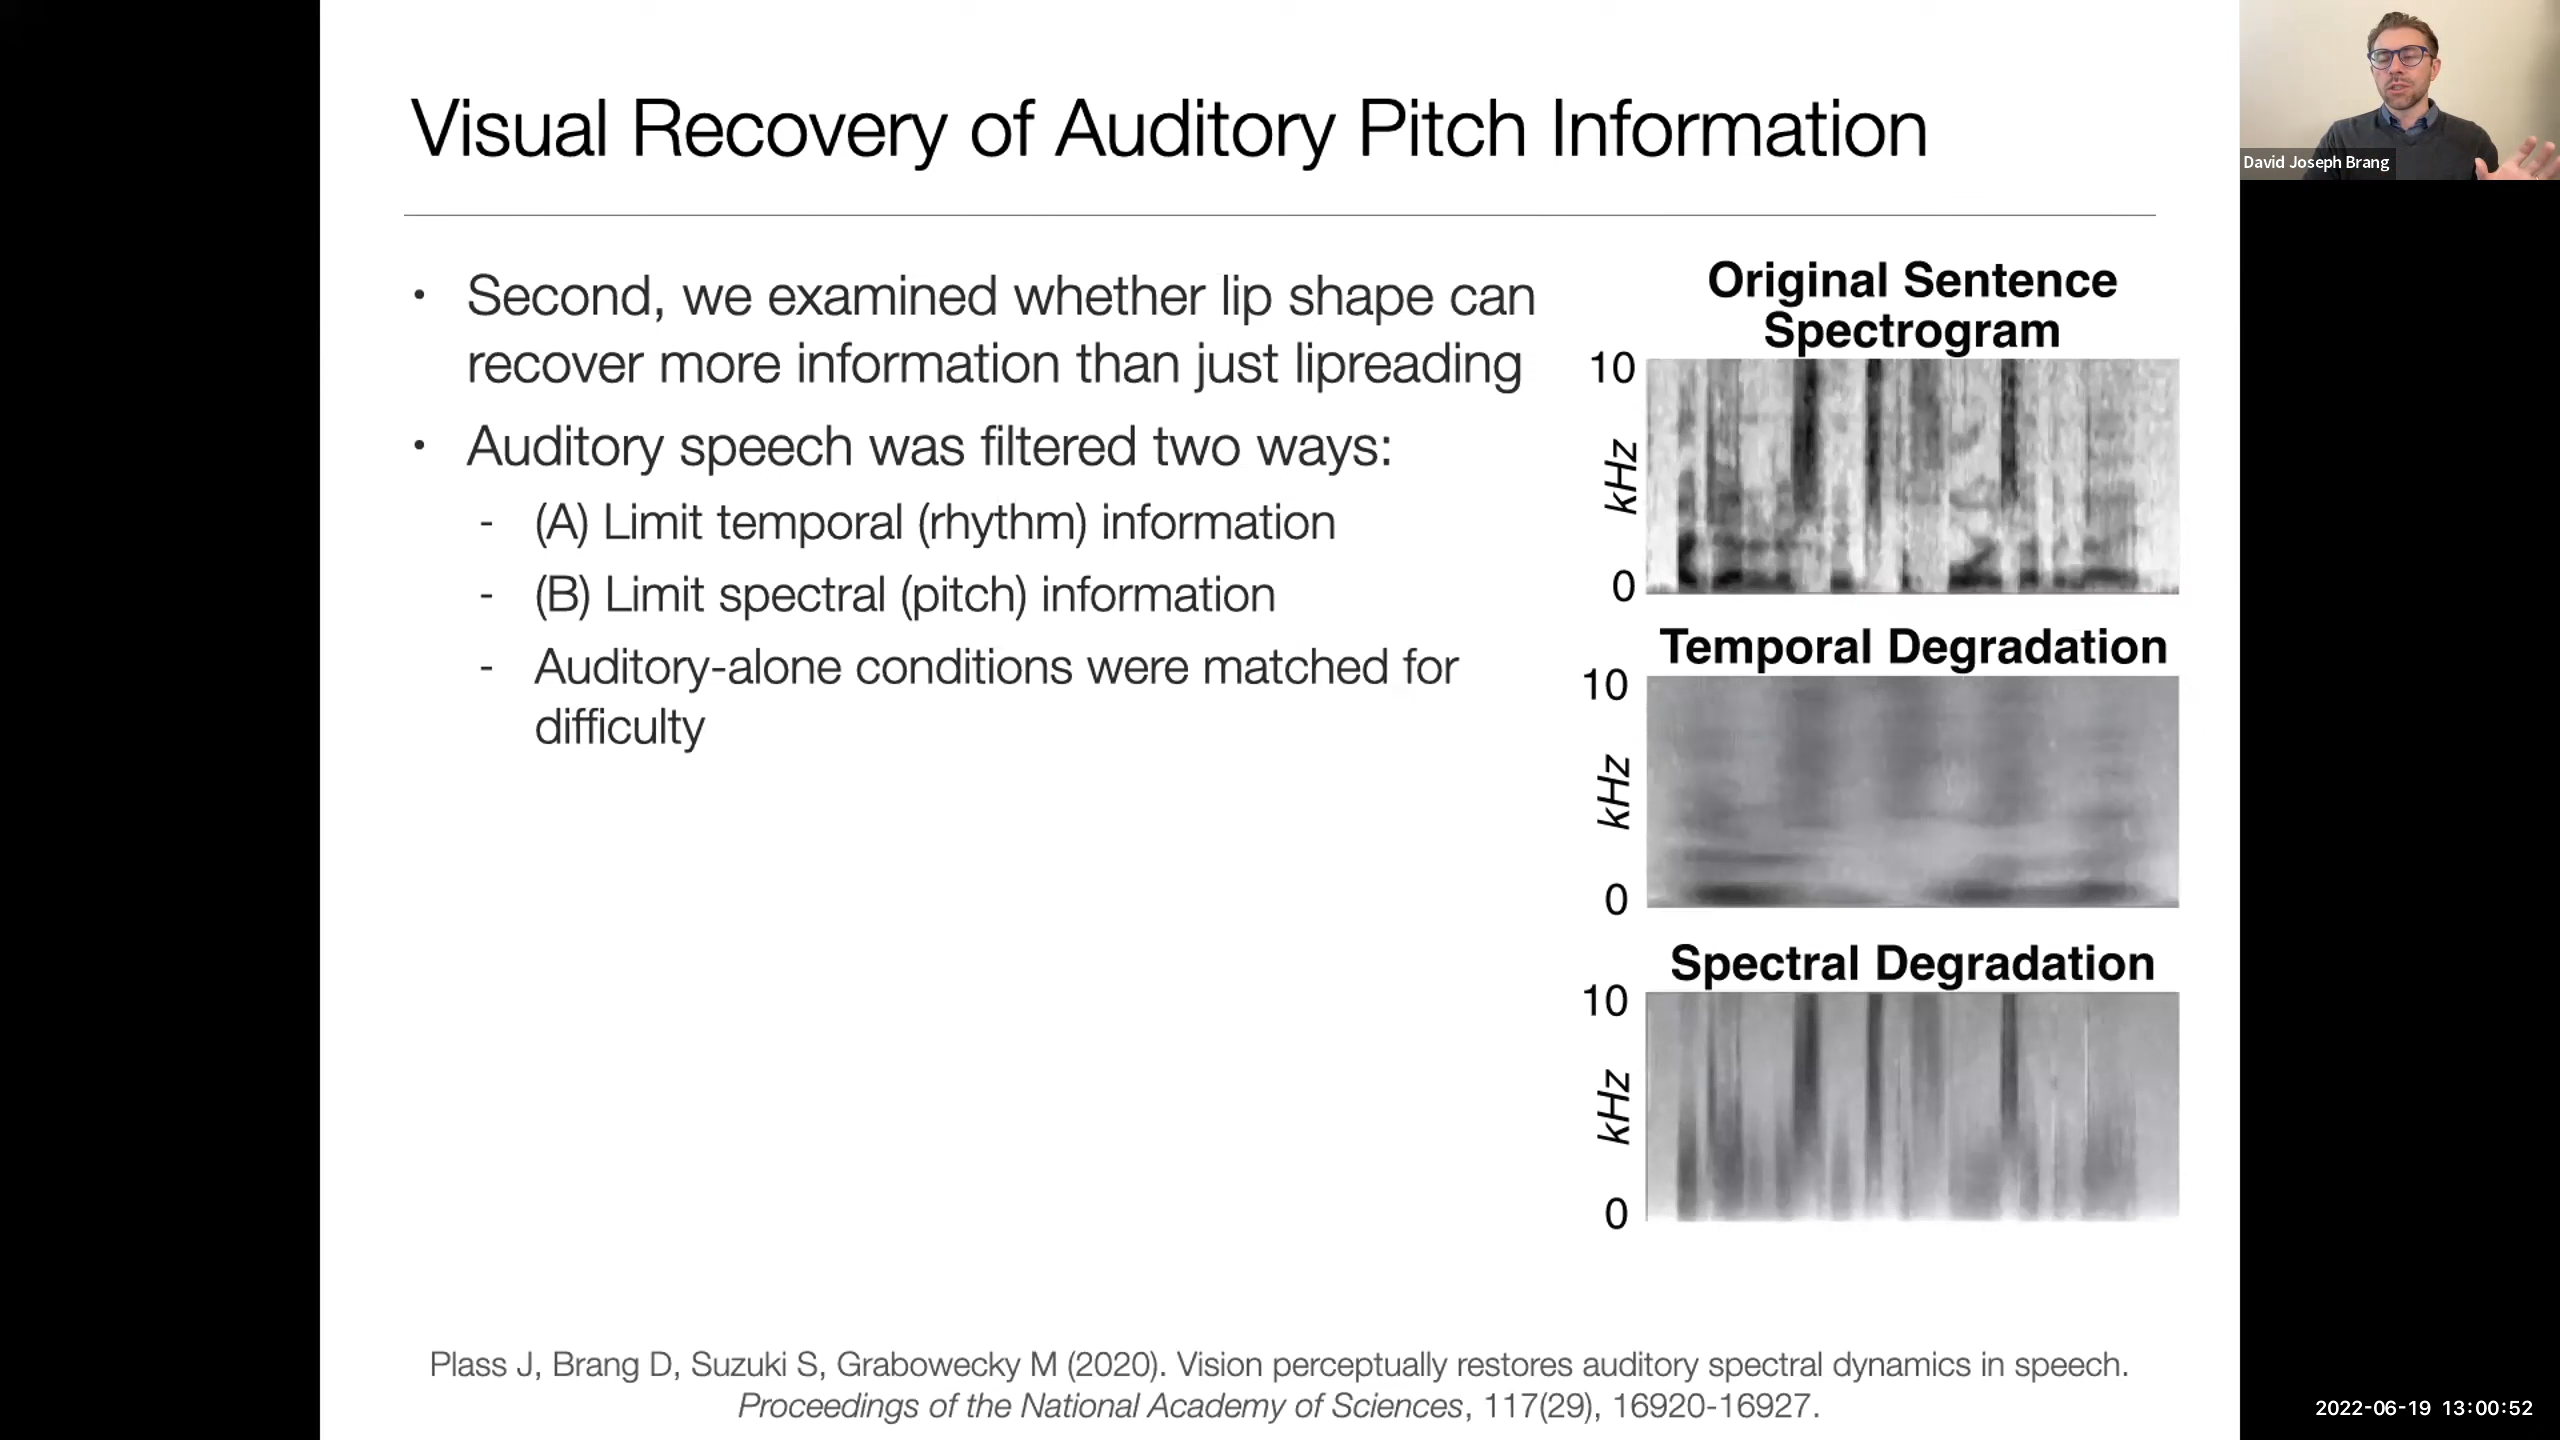 Visual Recovery of Auditory Pitch Information
• Second, we examined whether lip shape can
recover more information than just lipreading
• Auditory speech was filtered two ways:
- (A) Limit temporal (rhythm) information
- (B) Limit spectral (pitch) information
- Auditory-alone conditions were matched for
difficulty
Original Sentence
Spectrogram
10
kHz
0
Temporal Degradation
10
kHz
0
Spectral Degradation
10
kHz
0
Plass J, Brang D, Suzuki S, Grabowecky M (2020). Vision perceptually restores auditory spectral dynamics in speech.
Proceedings of the National Academy of Sciences, 117(29), 16920-16927.
David Joseph Brang
2022-06-19 13:00:52